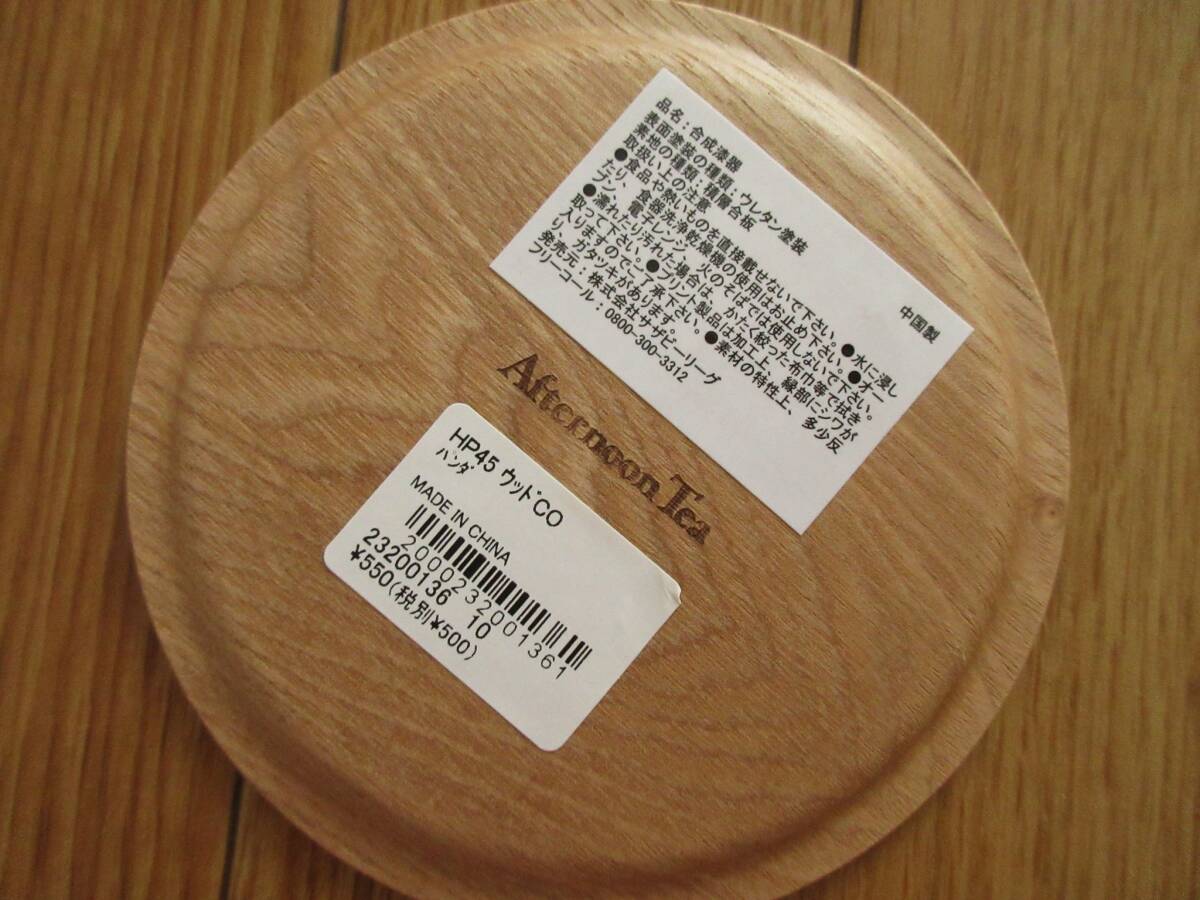 品名：合成漆器
表面塗装の種類：ウレタン塗装
素地の種類：積層合板
取扱い上の注意
中国製
●食品や熱いものを直接載せないで下さい。●水に浸し
たり、食器洗浄乾燥機の使用はお止め下さい。●オー
ブン、電子レンジ、火のそばでは使用しないで下さい。
●濡れたり汚れた場合は、かたく絞った布巾等で拭き
取って下さい。●プリント製品は加工上、縁部にシワが
入りますのでご了承下さい。●素材の特性上、多少反
り、ガタツキがあります。
発売元：株式会社サザビーリーグ
フリーコール：0800-300-3312
Afternoon Tea
HP45 ウッドCO
パンダ
MADE IN CHINA
2000232001361
23200136 10
¥550(税別¥500)